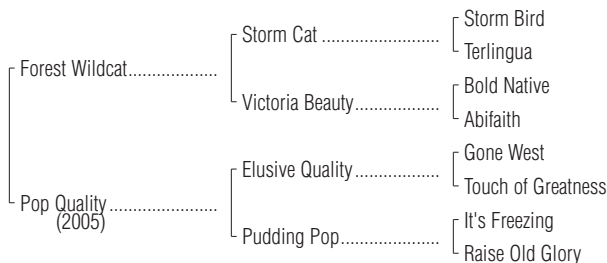 Storm Bird
Storm Cat ........................
Terlingua
Forest Wildcat..................
Bold Native
Victoria Beauty.................
Abifaith
Gone West
Elusive Quality.................
Touch of Greatness
Pop Quality......................
(2005)
It's Freezing
Pudding Pop....................
Raise Old Glory